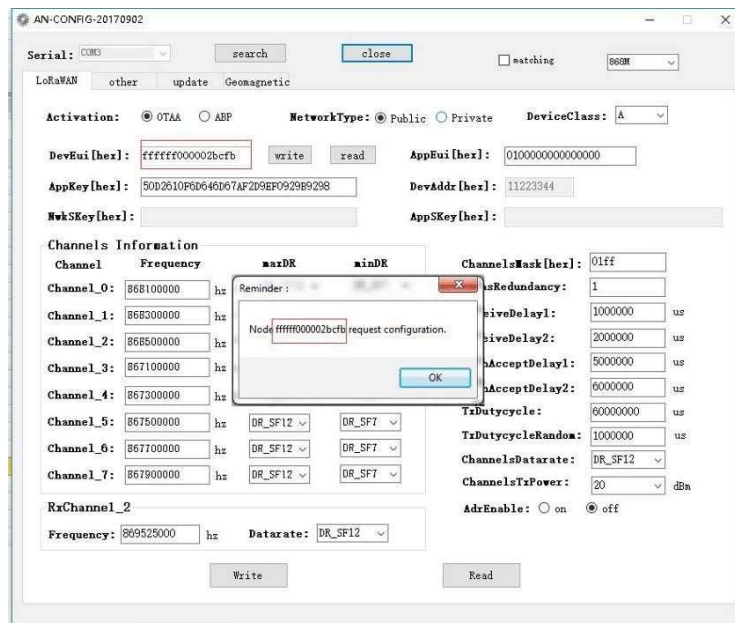 AN-CONFIG-20170902
Serial: COM3 search close matching 868M
LoRaWAN other update Geomagnetic
Activation: OTAA ABP NetworkType: Public Private DeviceClass: A
DevEui[hex]: ffffff000002bcfb write read AppEui[hex]: 0100000000000000
AppKey[hex]: 50D2610F6D646D67AF2D9EF0929B9298 DevAddr[hex]: 11223344
NwkSKey[hex]: AppSKey[hex]:
Channels Information
Channel Frequency maxDR minDR ChannelsMask[hex]: 01ff
Channel_0: 868100000 hz Redundancy: 1
Channel_1: 868300000 hz Delay1: 1000000 us
Channel_2: 868500000 hz Delay2: 2000000 us
Channel_3: 867100000 hz AcceptDelay1: 5000000 us
Channel_4: 867300000 hz AcceptDelay2: 6000000 us
Reminder :
Node ffffff000002bcfb request configuration.
OK
Channel_5: 867500000 hz DR_SF12 DR_SF7 TxDutycycle: 60000000 us
Channel_6: 867700000 hz DR_SF12 DR_SF7 TxDutycycleRandom: 1000000 us
Channel_7: 867900000 hz DR_SF12 DR_SF7 ChannelsDatarate: DR_SF12
ChannelsTxPower: 20 dBm
RxChannel_2 AdrEnable: on off
Frequency: 869525000 hz Datarate: DR_SF12
Write Read